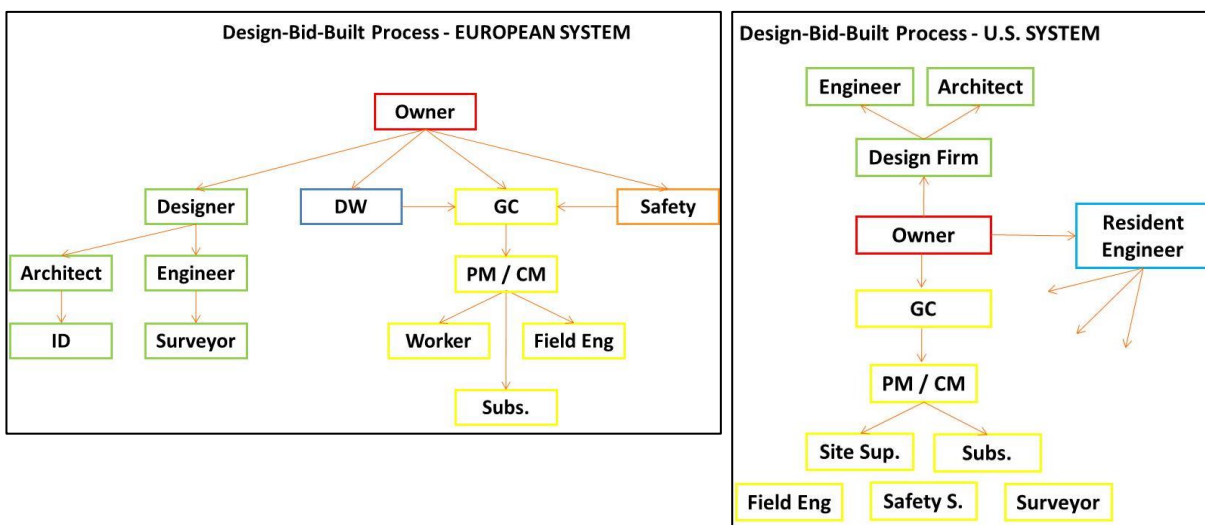 Design-Bid-Built Process - EUROPEAN SYSTEM
Owner
Designer
DW
GC
Safety
Architect
Engineer
PM / CM
ID
Surveyor
Worker
Field Eng
Subs.
Design-Bid-Built Process - U.S. SYSTEM
Engineer
Architect
Design Firm
Owner
Resident
Engineer
GC
PM / CM
Site Sup.
Subs.
Field Eng
Safety S.
Surveyor